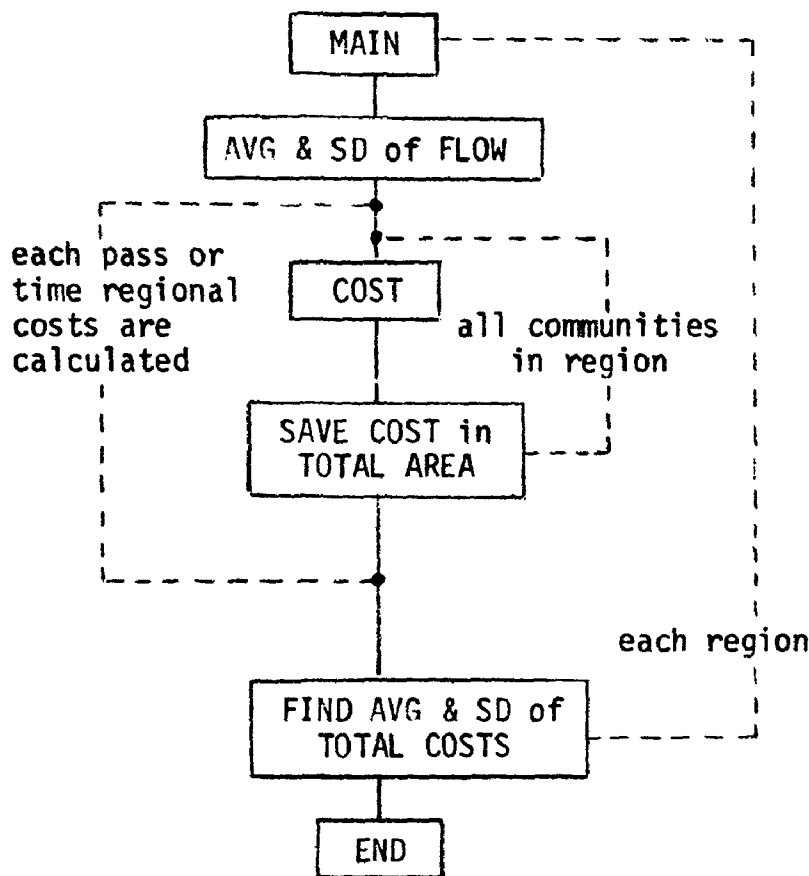 MAIN
AVG & SD of FLOW
each pass or
time regional
costs are
calculated
COST
all communities
in region
SAVE COST in
TOTAL AREA
each region
FIND AVG & SD of
TOTAL COSTS
END